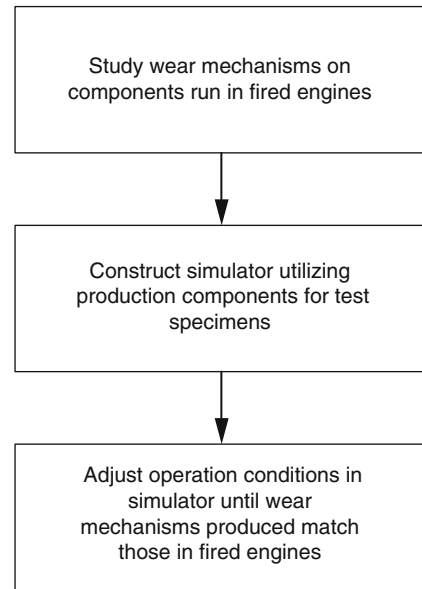 Study wear mechanisms on
components run in fired engines
Construct simulator utilizing
production components for test
specimens
Adjust operation conditions in
simulator until wear
mechanisms produced match
those in fired engines